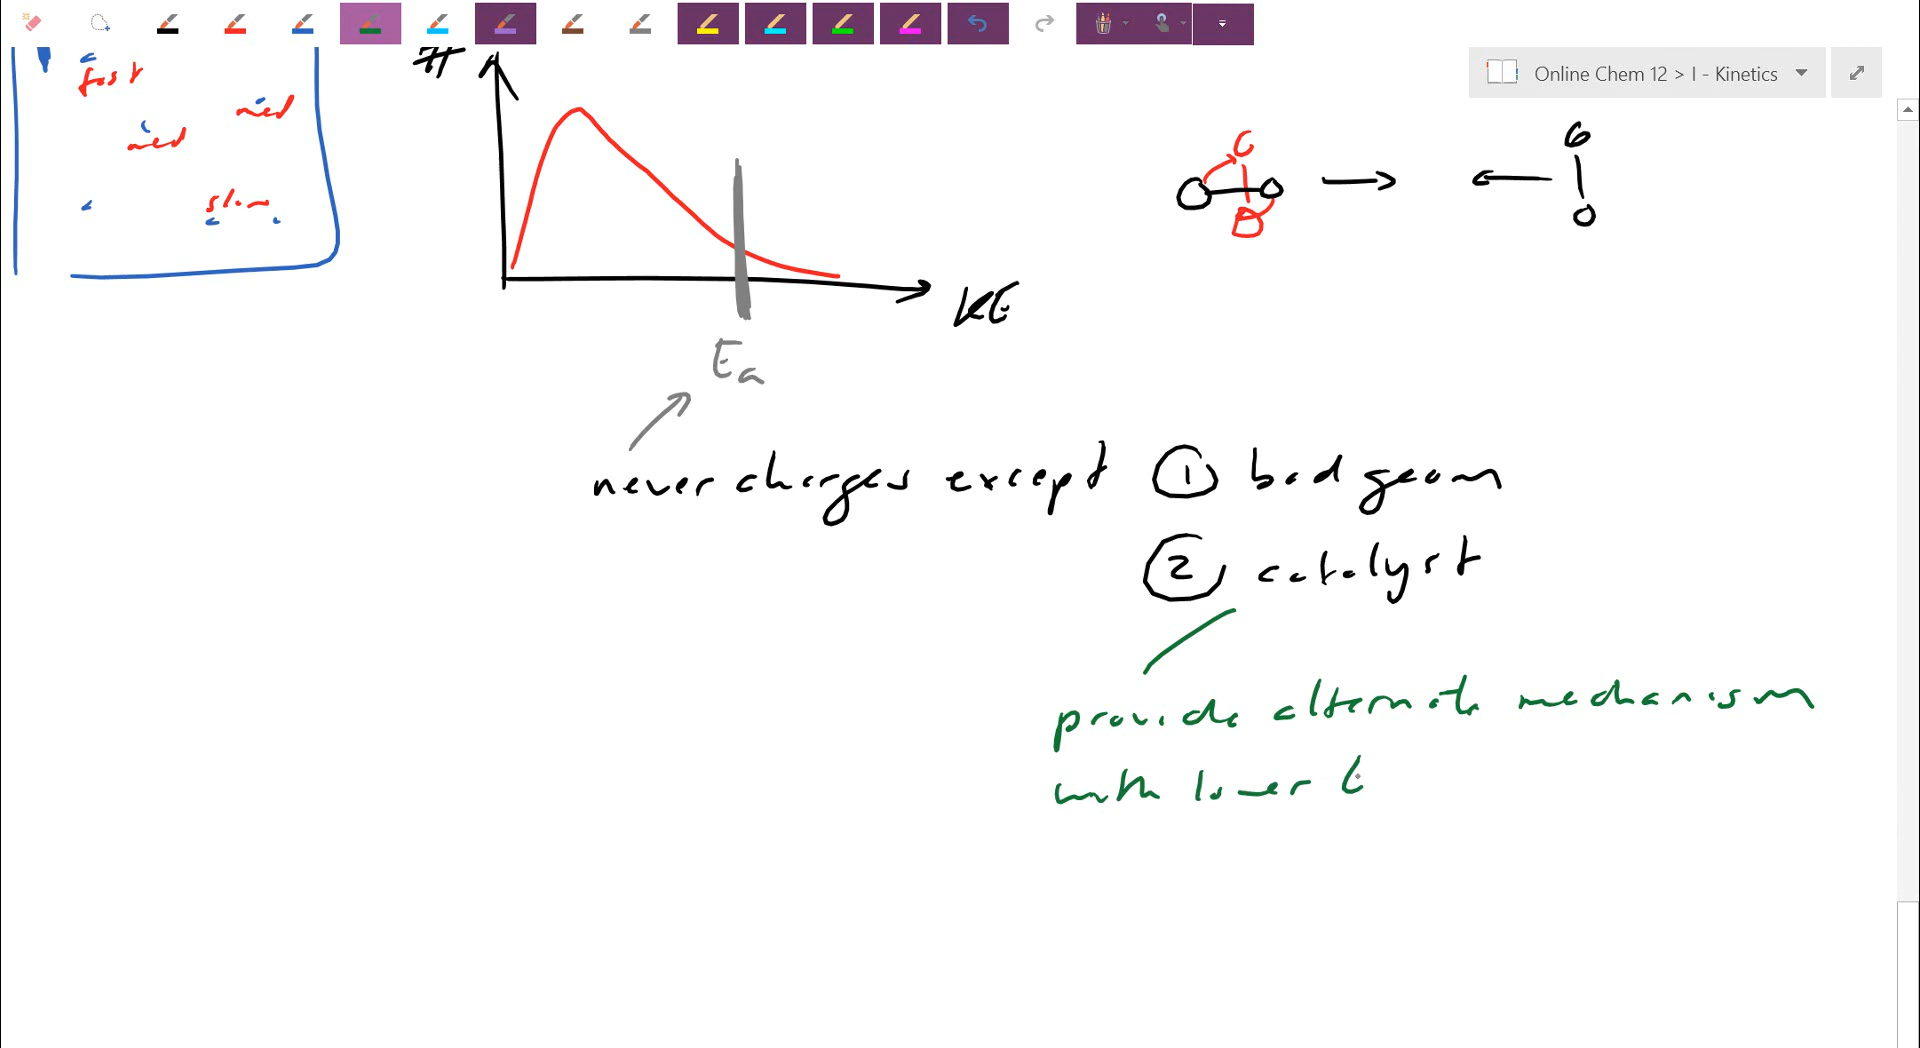 Online Chem 12 > I - Kinetics
fast
med
med
slow
#
KE
Ea
never changes except ① bad geom
② catalyst
provide alternate mechanism
with lower